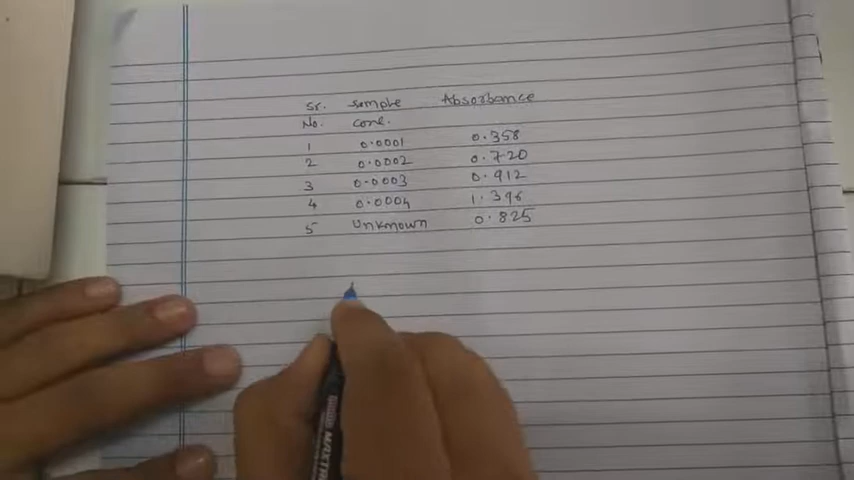 Sr. Sample Absorbance
No. conc.
1 0.0001 0.358
2 0.0002 0.720
3 0.0003 0.912
4 0.0004 1.396
5 Unknown 0.825